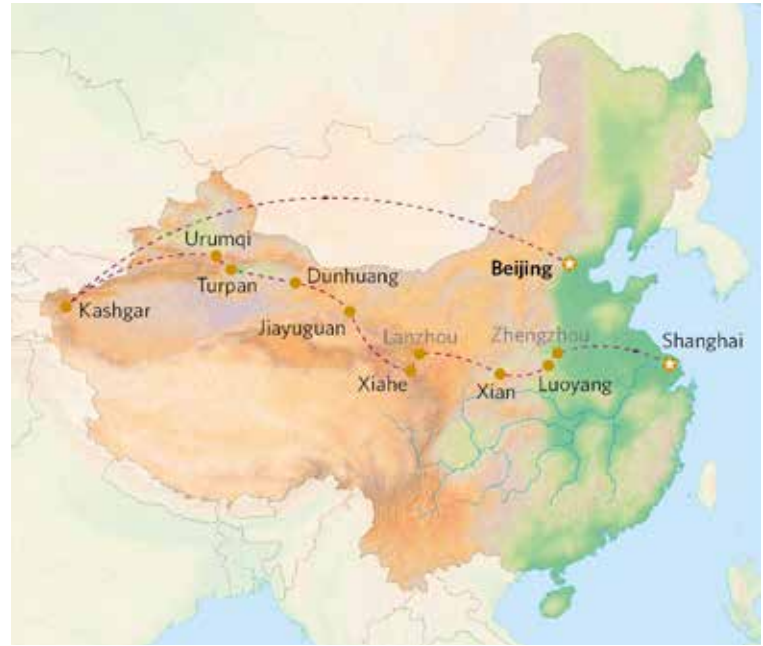 Urumqi
Beijing
Turpan
Dunhuang
Kashgar
Jiayuguan
Lanzhou
Zhengzhou
Shanghai
Xiahe
Xian
Luoyang